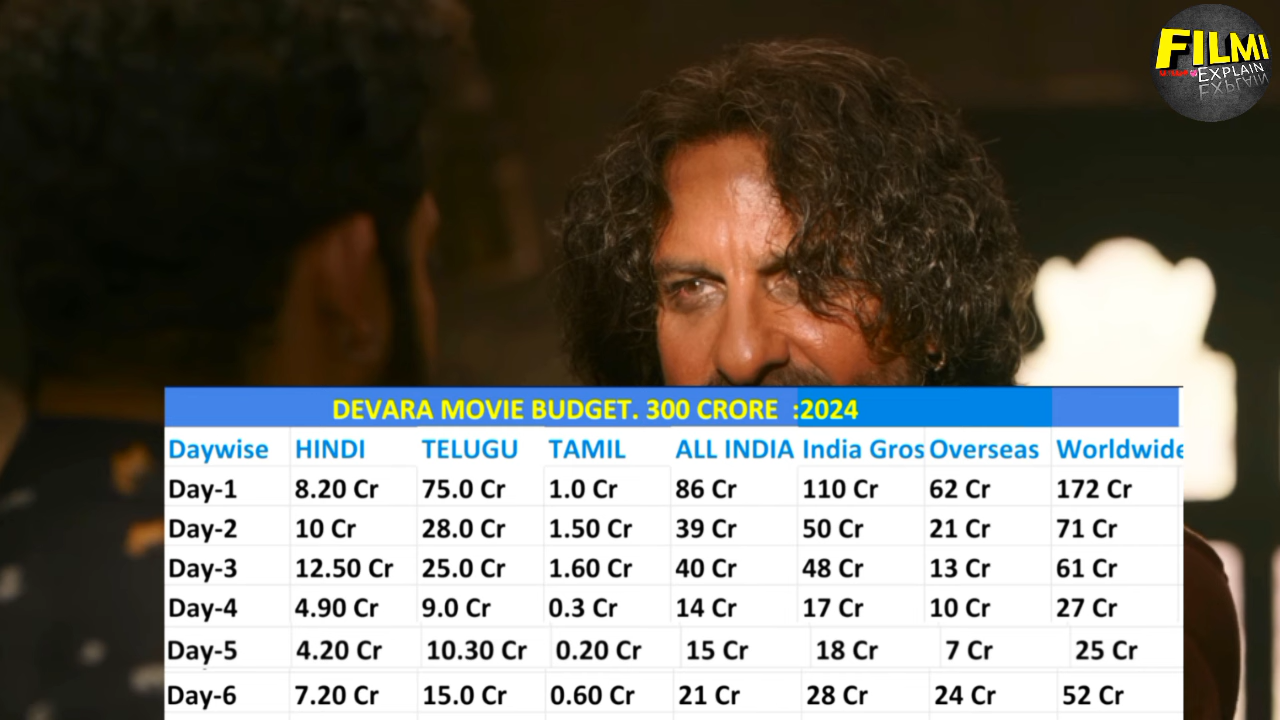 FILMI
EXPLAIN
DEVARA MOVIE BUDGET. 300 CRORE :2024
Daywise HINDI TELUGU TAMIL ALL INDIA India Gros Overseas Worldwide
Day-1 8.20 Cr 75.0 Cr 1.0 Cr 86 Cr 110 Cr 62 Cr 172 Cr
Day-2 10 Cr 28.0 Cr 1.50 Cr 39 Cr 50 Cr 21 Cr 71 Cr
Day-3 12.50 Cr 25.0 Cr 1.60 Cr 40 Cr 48 Cr 13 Cr 61 Cr
Day-4 4.90 Cr 9.0 Cr 0.3 Cr 14 Cr 17 Cr 10 Cr 27 Cr
Day-5 4.20 Cr 10.30 Cr 0.20 Cr 15 Cr 18 Cr 7 Cr 25 Cr
Day-6 7.20 Cr 15.0 Cr 0.60 Cr 21 Cr 28 Cr 24 Cr 52 Cr